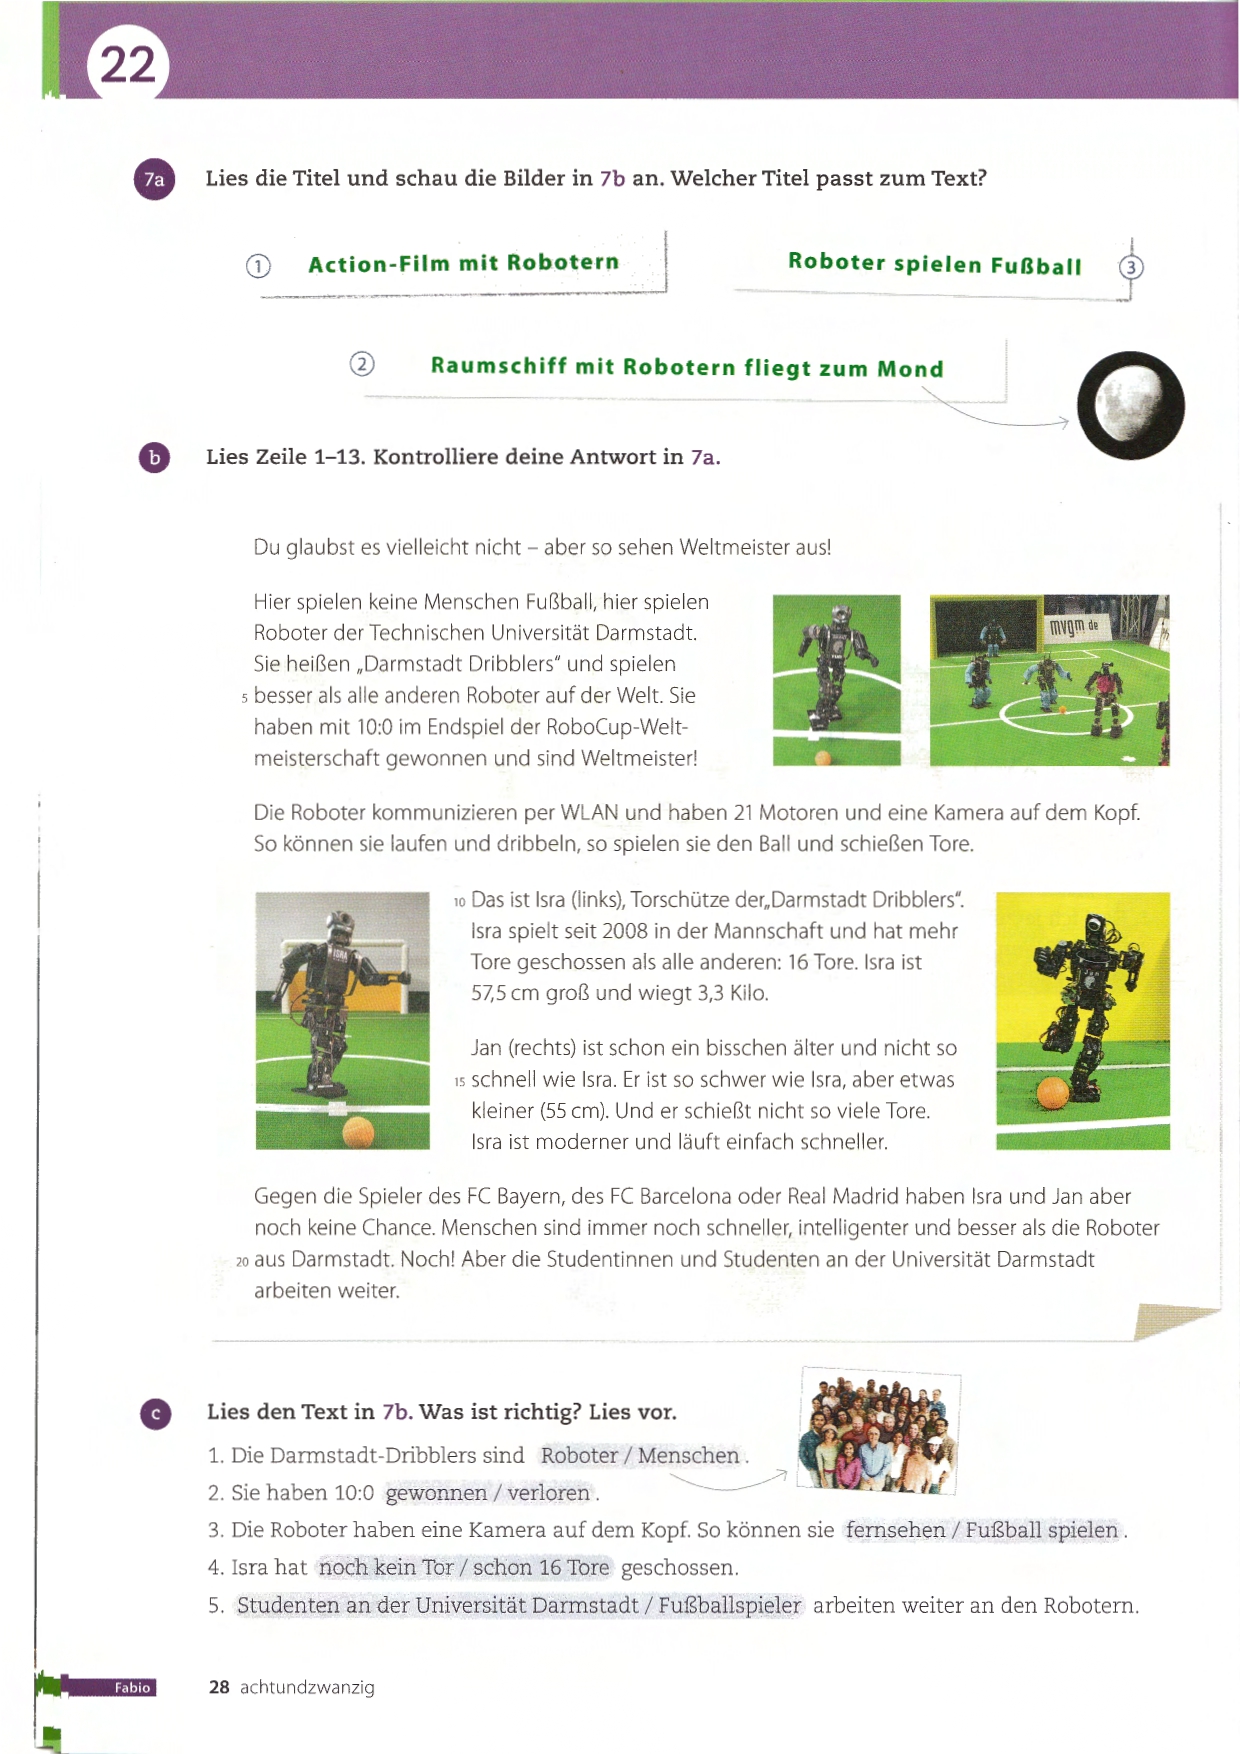 22
7a Lies die Titel und schau die Bilder in 7b an. Welcher Titel passt zum Text?
1 Action-Film mit Robotern
Roboter spielen Fußball 3
2 Raumschiff mit Robotern fliegt zum Mond
b Lies Zeile 1–13. Kontrolliere deine Antwort in 7a.
Du glaubst es vielleicht nicht – aber so sehen Weltmeister aus!
Hier spielen keine Menschen Fußball, hier spielen
Roboter der Technischen Universität Darmstadt.
Sie heißen „Darmstadt Dribblers“ und spielen
5 besser als alle anderen Roboter auf der Welt. Sie
haben mit 10:0 im Endspiel der RoboCup-Welt-
meisterschaft gewonnen und sind Weltmeister!
mvgm de
Die Roboter kommunizieren per WLAN und haben 21 Motoren und eine Kamera auf dem Kopf.
So können sie laufen und dribbeln, so spielen sie den Ball und schießen Tore.
ISRA
10 Das ist Isra (links), Torschütze der„Darmstadt Dribblers“.
Isra spielt seit 2008 in der Mannschaft und hat mehr
Tore geschossen als alle anderen: 16 Tore. Isra ist
57,5 cm groß und wiegt 3,3 Kilo.
Jan (rechts) ist schon ein bisschen älter und nicht so
15 schnell wie Isra. Er ist so schwer wie Isra, aber etwas
kleiner (55 cm). Und er schießt nicht so viele Tore.
Isra ist moderner und läuft einfach schneller.
Jan
Gegen die Spieler des FC Bayern, des FC Barcelona oder Real Madrid haben Isra und Jan aber
noch keine Chance. Menschen sind immer noch schneller, intelligenter und besser als die Roboter
20 aus Darmstadt. Noch! Aber die Studentinnen und Studenten an der Universität Darmstadt
arbeiten weiter.
c Lies den Text in 7b. Was ist richtig? Lies vor.
1. Die Darmstadt-Dribblers sind Roboter / Menschen .
2. Sie haben 10:0 gewonnen / verloren .
3. Die Roboter haben eine Kamera auf dem Kopf. So können sie fernsehen / Fußball spielen .
4. Isra hat noch kein Tor / schon 16 Tore geschossen.
5. Studenten an der Universität Darmstadt / Fußballspieler arbeiten weiter an den Robotern.
Fabio 28 achtundzwanzig